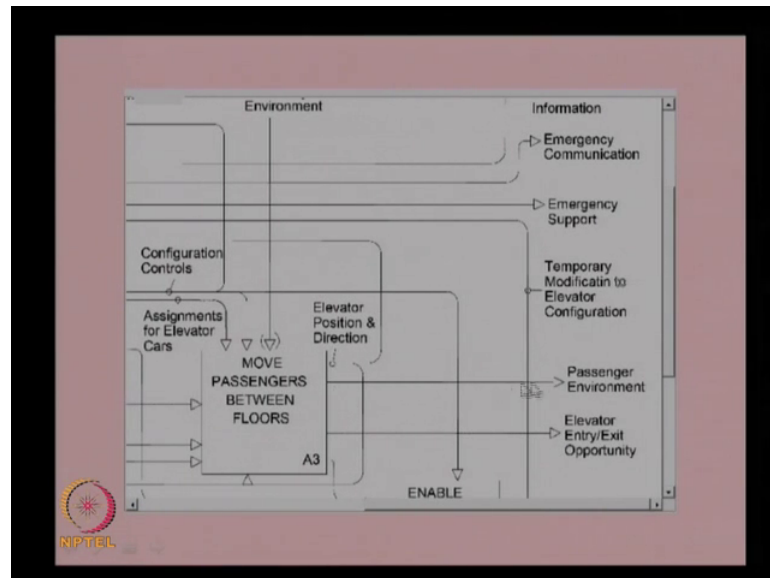 Environment
Information
Emergency
Communication
Emergency
Support
Configuration
Controls
Temporary
Modificatin to
Elevator
Configuration
Assignments
for Elevator
Cars
Elevator
Position &
Direction
MOVE
PASSENGERS
BETWEEN
FLOORS
A3
Passenger
Environment
Elevator
Entry/Exit
Opportunity
ENABLE
NPTEL